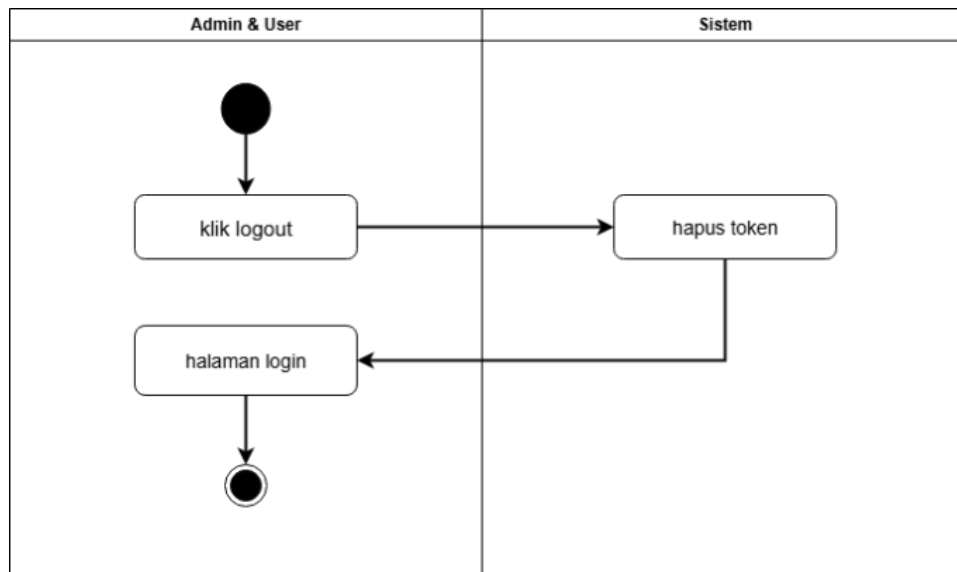 Admin & User
Sistem
klik logout
hapus token
halaman login